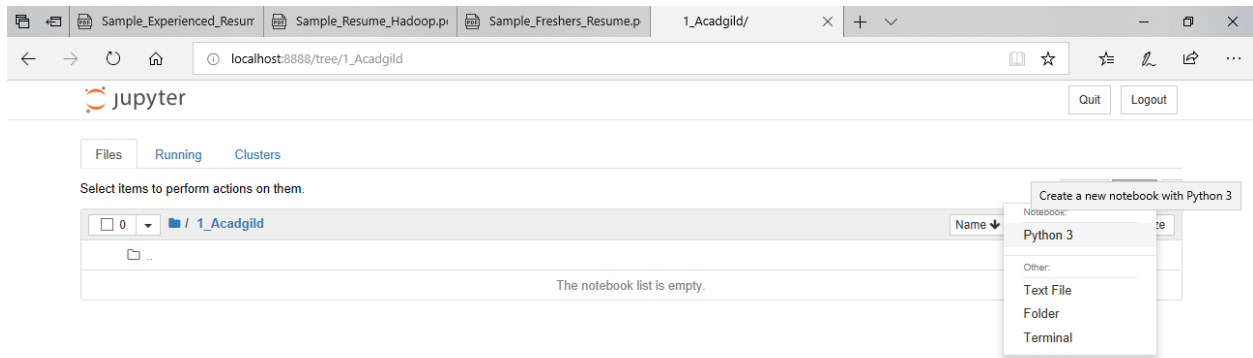 Sample_Experienced_Resum Sample_Resume_Hadoop.p Sample_Freshers_Resume.p 1_Acadgild/
localhost:8888/tree/1_Acadgild
jupyter Quit Logout
Files Running Clusters
Select items to perform actions on them.
Create a new notebook with Python 3
0 / 1_Acadgild Name
Notebook:
Python 3
..
Other:
The notebook list is empty.
Text File
Folder
Terminal